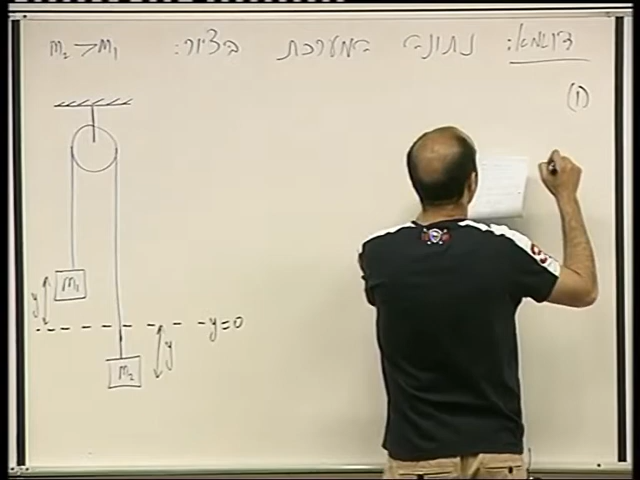 דוגמא: נתונה המערכת בציור: m₂ > m₁
(1)
m₁
y
y=0
y
m₂